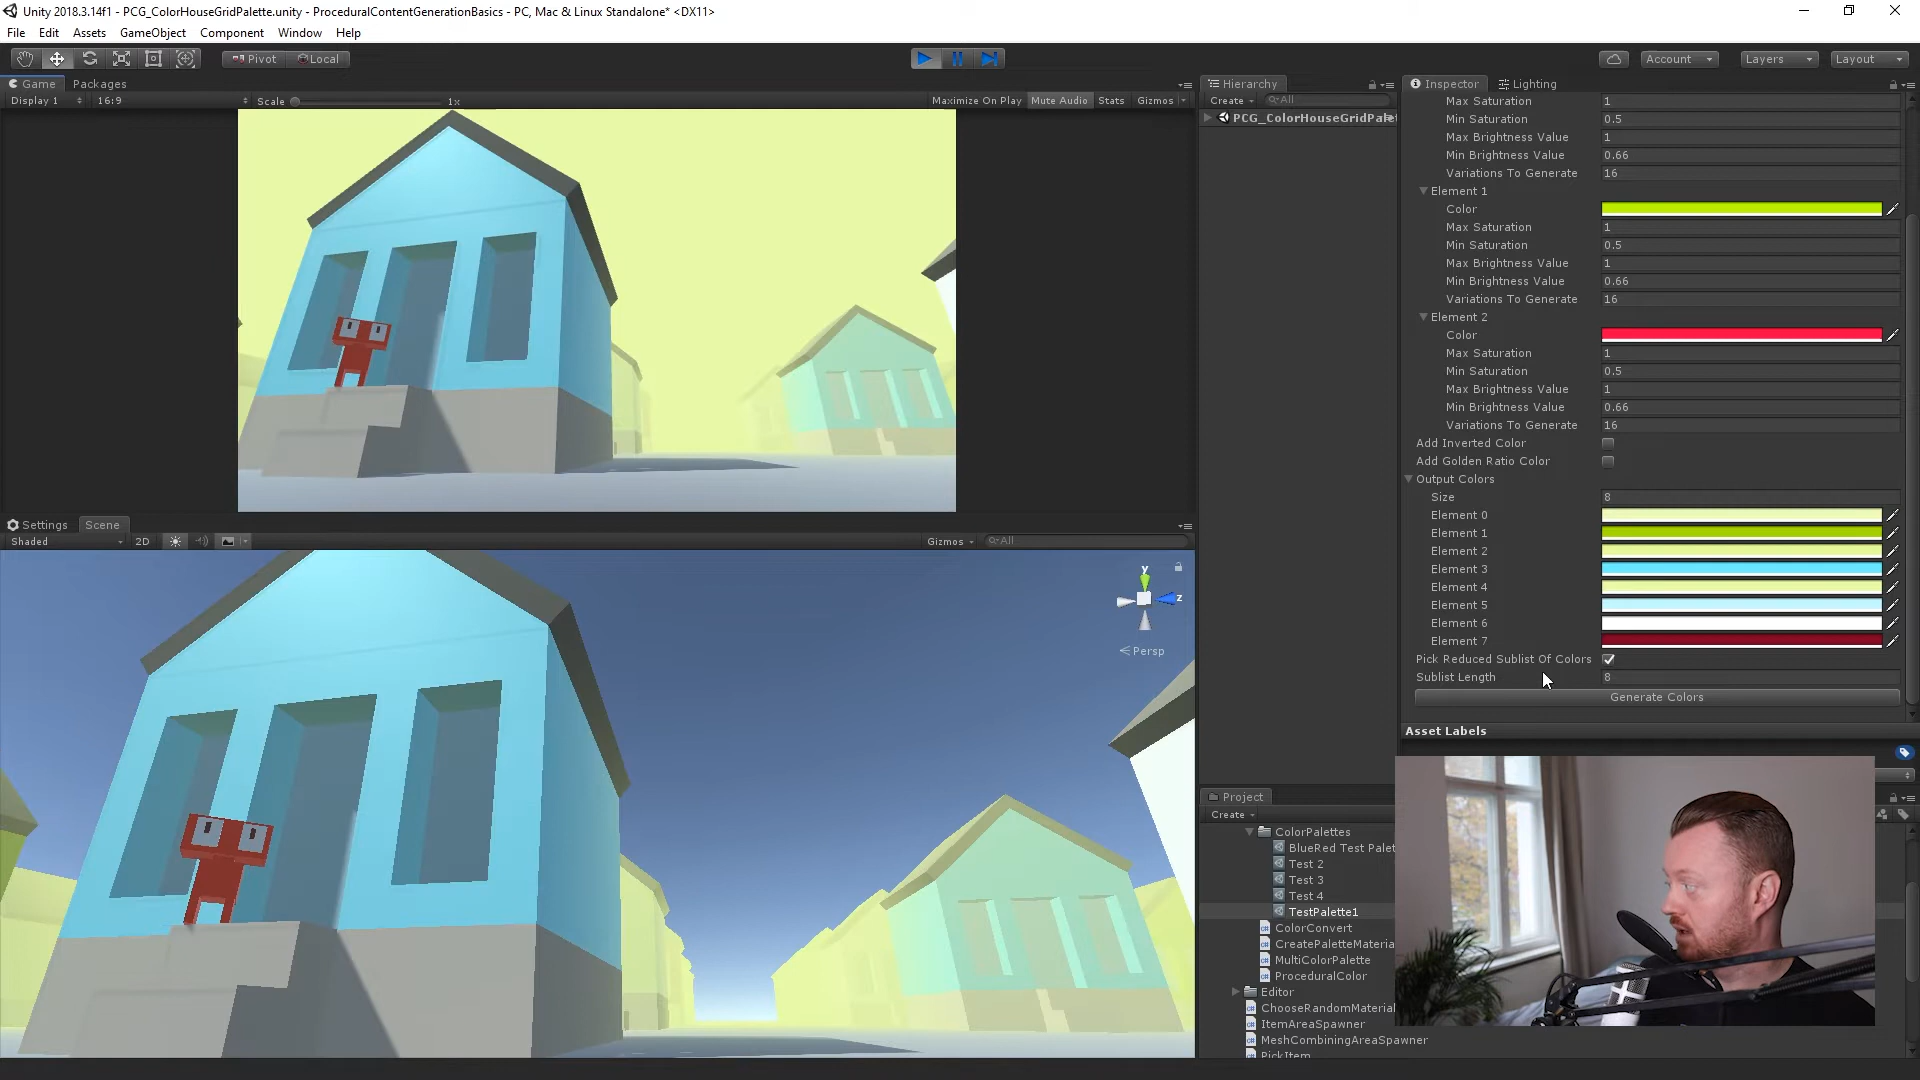 Unity 2018.3.14f1 - PCG_ColorHouseGridPalette.unity - ProceduralContentGenerationBasics - PC, Mac & Linux Standalone* <DX11>
File Edit Assets GameObject Component Window Help
Pivot Local Account Layers Layout
Game Packages
Display 1 16:9 Scale 1x Maximize On Play Mute Audio Stats Gizmos
Settings Scene
Shaded 2D Gizmos All
y
z
Persp
Hierarchy
Create All
PCG_ColorHouseGridPale
Inspector Lighting
Max Saturation 1
Min Saturation 0.5
Max Brightness Value 1
Min Brightness Value 0.66
Variations To Generate 16
Element 1
Color
Max Saturation 1
Min Saturation 0.5
Max Brightness Value 1
Min Brightness Value 0.66
Variations To Generate 16
Element 2
Color
Max Saturation 1
Min Saturation 0.5
Max Brightness Value 1
Min Brightness Value 0.66
Variations To Generate 16
Add Inverted Color
Add Golden Ratio Color
Output Colors
Size 8
Element 0
Element 1
Element 2
Element 3
Element 4
Element 5
Element 6
Element 7
Pick Reduced Sublist Of Colors
Sublist Length 8
Generate Colors
Asset Labels
Project
Create
ColorPalettes
BlueRed Test Palet
Test 2
Test 3
Test 4
TestPalette1
ColorConvert
CreatePaletteMateria
MultiColorPalette
ProceduralColor
Editor
ChooseRandomMaterial
ItemAreaSpawner
MeshCombiningAreaSpawner
PickItem